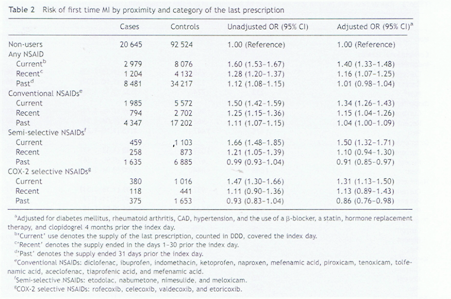 Table 2 Risk of first time MI by proximity and category of the last prescription
Cases Controls Unadjusted OR (95% CI) Adjusted OR (95% CI)a
Non-users 20 645 92 524 1.00 (Reference) 1.00 (Reference)
Any NSAID
Currentb 2 979 8 076 1.60 (1.53–1.67) 1.40 (1.33–1.48)
Recentc 1 204 4 132 1.28 (1.20–1.37) 1.16 (1.07–1.25)
Pastd 8 481 34 217 1.12 (1.08–1.15) 1.01 (0.98–1.04)
Conventional NSAIDse
Current 1 985 5 572 1.50 (1.42–1.59) 1.34 (1.26–1.43)
Recent 794 2 702 1.25 (1.15–1.36) 1.15 (1.04–1.26)
Past 4 347 17 202 1.11 (1.07–1.15) 1.04 (1.00–1.09)
Semi-selective NSAIDsf
Current 459 1 103 1.66 (1.48–1.85) 1.50 (1.32–1.71)
Recent 258 873 1.21 (1.05–1.39) 1.10 (0.94–1.30)
Past 1 635 6 885 0.99 (0.93–1.04) 0.91 (0.85–0.97)
COX-2 selective NSAIDsg
Current 380 1 016 1.47 (1.30–1.66) 1.31 (1.13–1.50)
Recent 118 441 1.11 (0.90–1.36) 1.13 (0.89–1.43)
Past 375 1 653 0.93 (0.83–1.04) 0.86 (0.76–0.98)
aAdjusted for diabetes mellitus, rheumatoid arthritis, CAD, hypertension, and the use of a β-blocker, a statin, hormone replacement
therapy, and clopidogrel 4 months prior the index day.
b'Current' use denotes the supply of the last prescription, counted in DDD, covered the index day.
c'Recent' denotes the supply ended in the days 1–30 prior the index day.
d'Past' denotes the supply ended 31 days prior the index day.
eConventional NSAIDs: diclofenac, ibuprofen, indomethacin, ketoprofen, naproxen, mefenamic acid, piroxicam, tenoxicam, tolfe-
namic acid, aceclofenac, tiaprofenic acid, and mefenamic acid.
fSemi-selective NSAIDs: etodolac, nabumetone, nimesulide, and meloxicam.
gCOX-2 selective NSAIDs: rofecoxib, celecoxib, valdecoxib, and etoricoxib.